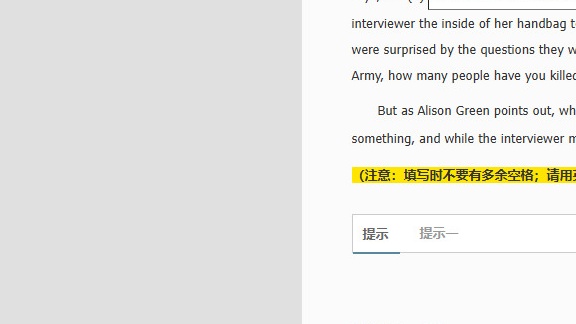 interviewer the inside of her handbag
were surprised by the questions they
Army, how many people have you killed
But as Alison Green points out,
something, and while the interviewer
(注意：填写时不要有多余空格；请用
提示 提示一